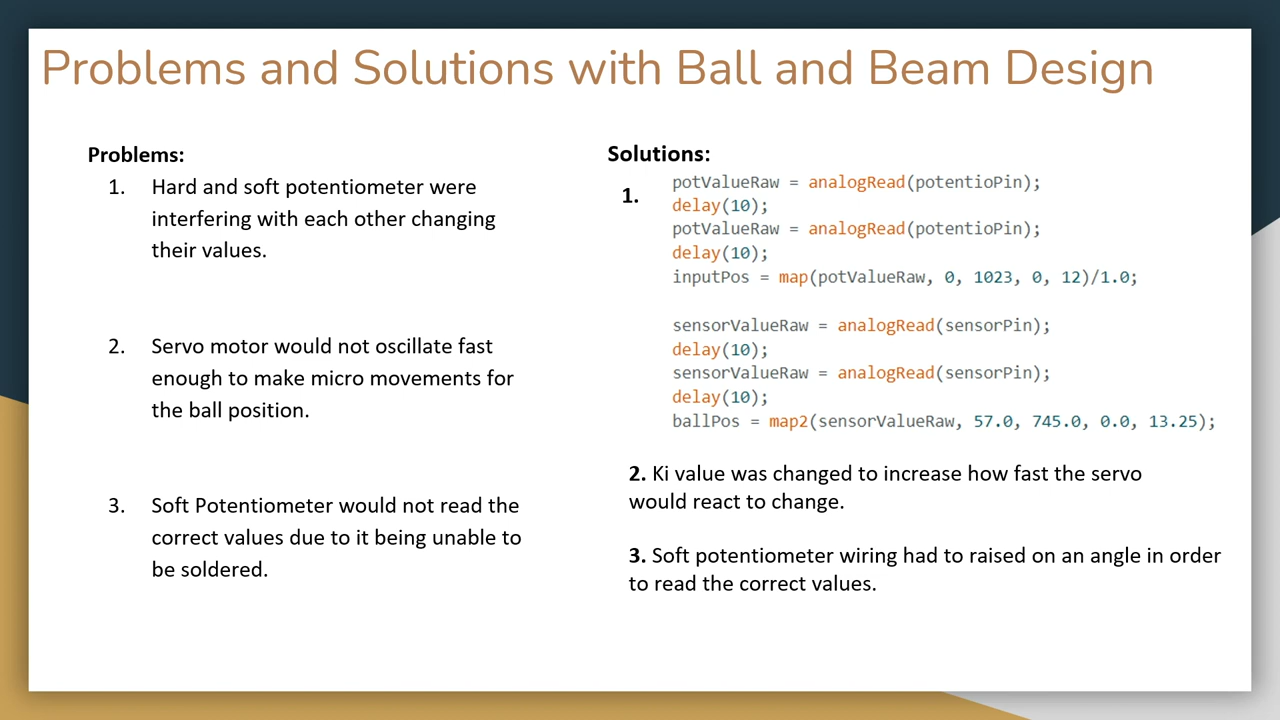 Problems and Solutions with Ball and Beam Design
Problems:
1. Hard and soft potentiometer were
interfering with each other changing
their values.
2. Servo motor would not oscillate fast
enough to make micro movements for
the ball position.
3. Soft Potentiometer would not read the
correct values due to it being unable to
be soldered.
Solutions:
1.
potValueRaw = analogRead(potentioPin);
delay(10);
potValueRaw = analogRead(potentioPin);
delay(10);
inputPos = map(potValueRaw, 0, 1023, 0, 12)/1.0;
sensorValueRaw = analogRead(sensorPin);
delay(10);
sensorValueRaw = analogRead(sensorPin);
delay(10);
ballPos = map2(sensorValueRaw, 57.0, 745.0, 0.0, 13.25);
2. Ki value was changed to increase how fast the servo
would react to change.
3. Soft potentiometer wiring had to raised on an angle in order
to read the correct values.